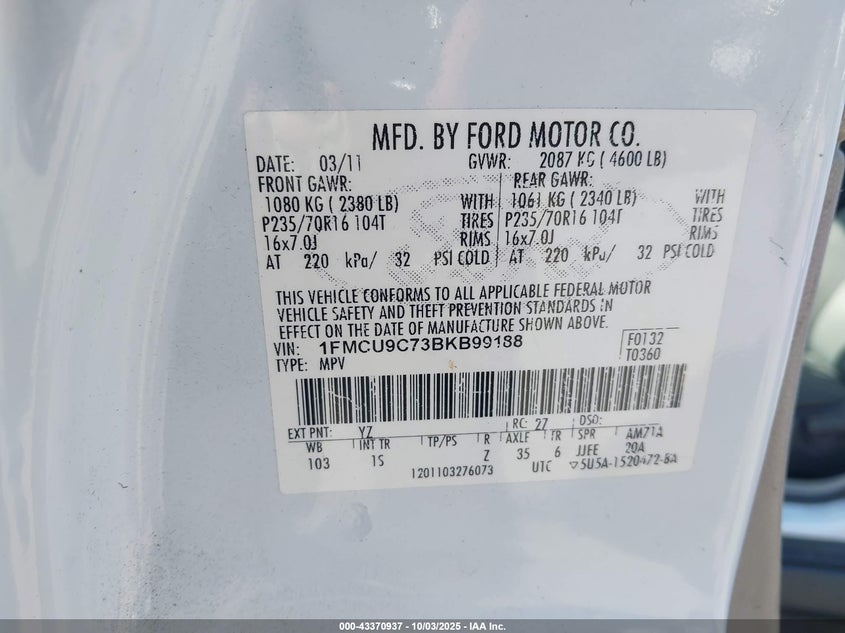 MFD. BY FORD MOTOR CO.
DATE: 03/11 GVWR: 2087 KG ( 4600 LB)
FRONT GAWR: REAR GAWR:
1080 KG ( 2380 LB) WITH 1061 KG ( 2340 LB) WITH
P235/70R16 104T TIRES P235/70R16 104T TIRES
16x7.0J RIMS 16x7.0J RIMS
AT 220 kPa/ 32 PSI COLD AT 220 kPa/ 32 PSI COLD
THIS VEHICLE CONFORMS TO ALL APPLICABLE FEDERAL MOTOR
VEHICLE SAFETY AND THEFT PREVENTION STANDARDS IN
EFFECT ON THE DATE OF MANUFACTURE SHOWN ABOVE.
VIN: 1FMCU9C73BKB99188 F0132
TYPE: MPV T0360
EXT PNT: YZ RC: 27 DSO:
WB INT TR TP/PS R AXLE TR SPR AM71A
103 1S Z 35 6 JJFE 20A
1201103276073 UTC ▽5U5A-1520472-BA
000-43370937 - 10/03/2025 - IAA Inc.